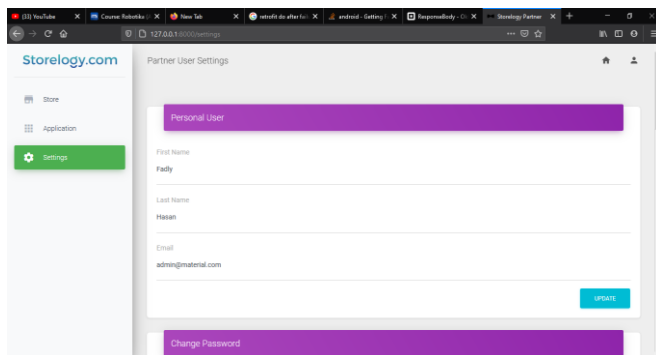 (33) YouTube
Course: Robotika
New Tab
retrofit do after fail
android - Getting
ResponseBody - Ok
Storelogy Partner
127.0.0.1:8000/settings
Storelogy.com
Partner User Settings
Store
Application
Settings
Personal User
First Name
Fadly
Last Name
Hasan
Email
admin@material.com
UPDATE
Change Password